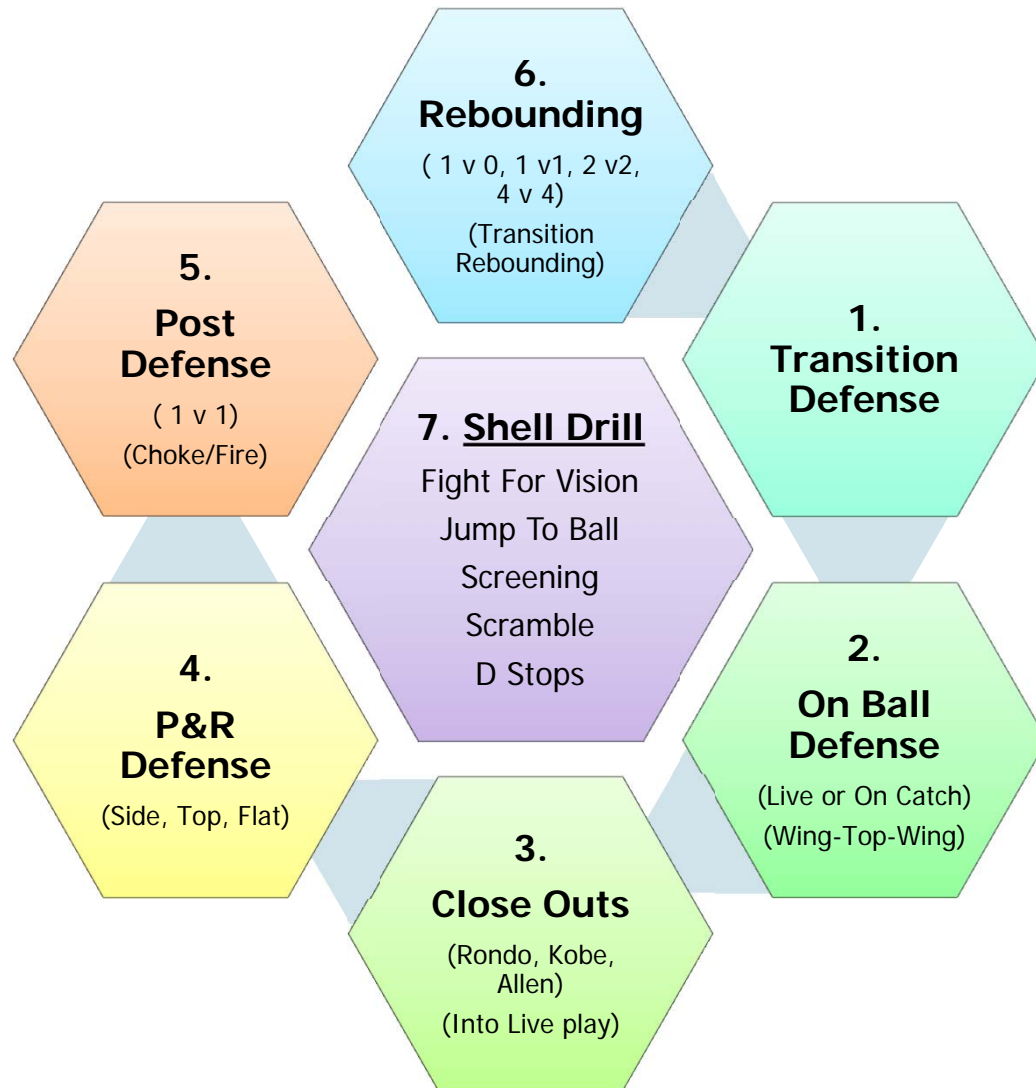 6.
Rebounding
( 1 v 0, 1 v1, 2 v2,
4 v 4)
(Transition
Rebounding)
1.
Transition
Defense
2.
On Ball
Defense
(Live or On Catch)
(Wing-Top-Wing)
3.
Close Outs
(Rondo, Kobe,
Allen)
(Into Live play)
4.
P&R
Defense
(Side, Top, Flat)
5.
Post
Defense
( 1 v 1)
(Choke/Fire)
7. Shell Drill
Fight For Vision
Jump To Ball
Screening
Scramble
D Stops